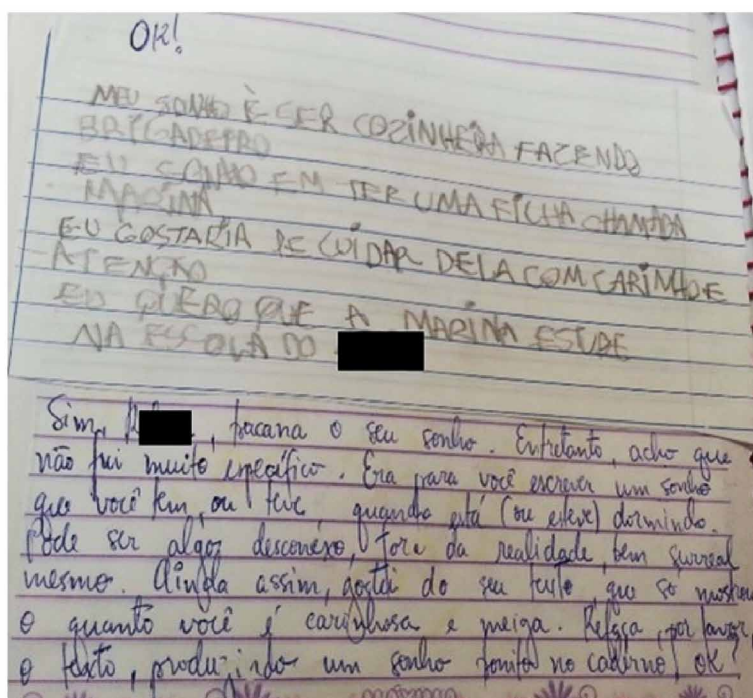 OK!
MEU SONHO É SER COZINHEIRA FAZENDO
BRIGADEIRO
EU SONHO EM TER UMA FILHA CHAMADA
MARINA
EU GOSTARIA DE CUIDAR DELA COM CARINHO E
ATENÇÃO
EU QUERO QUE A MARINA ESTUDE
NA ESCOLA DO
Sim, , bacana o seu sonho. Entretanto, acho que
não fui muito específico. Era para você escrever um sonho
que você tem, ou teve quando está (ou esteve) dormindo.
Pode ser algo desconexo, fora da realidade, bem surreal
mesmo. Ainda assim, gostei do seu texto, que só mostrou
o quanto você é carinhosa e meiga. Refaça, por favor,
o texto, produzindo um sonho bonito no caderno, ok?